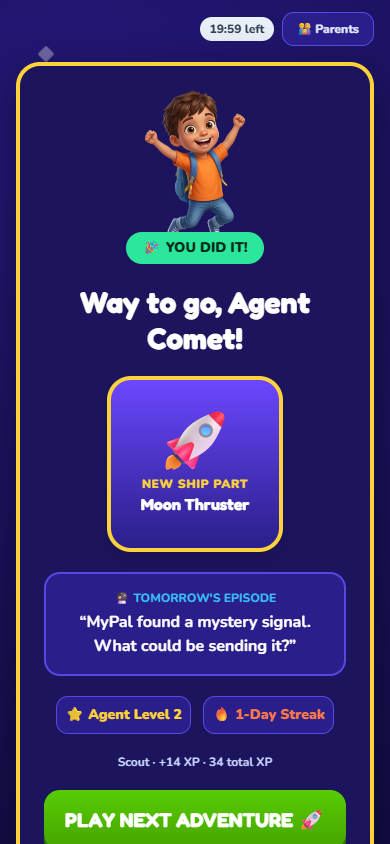 19:59 left
Parents
YOU DID IT!
Way to go, Agent
Comet!
NEW SHIP PART
Moon Thruster
TOMORROW'S EPISODE
“MyPal found a mystery signal.
What could be sending it?”
Agent Level 2
1-Day Streak
Scout · +14 XP · 34 total XP
PLAY NEXT ADVENTURE